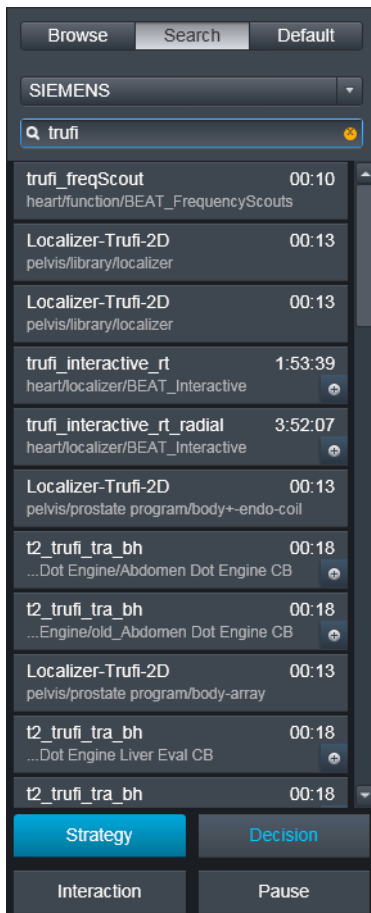 Browse Search Default
SIEMENS
trufi
trufi_freqScout 00:10
heart/function/BEAT_FrequencyScouts
Localizer-Trufi-2D 00:13
pelvis/library/localizer
Localizer-Trufi-2D 00:13
pelvis/library/localizer
trufi_interactive_rt 1:53:39
heart/localizer/BEAT_Interactive
trufi_interactive_rt_radial 3:52:07
heart/localizer/BEAT_Interactive
Localizer-Trufi-2D 00:13
pelvis/prostate program/body+-endo-coil
t2_trufi_tra_bh 00:18
...Dot Engine/Abdomen Dot Engine CB
t2_trufi_tra_bh 00:18
...Engine/old_Abdomen Dot Engine CB
Localizer-Trufi-2D 00:13
pelvis/prostate program/body-array
t2_trufi_tra_bh 00:18
...Dot Engine Liver Eval CB
t2_trufi_tra_bh 00:18
Strategy Decision
Interaction Pause